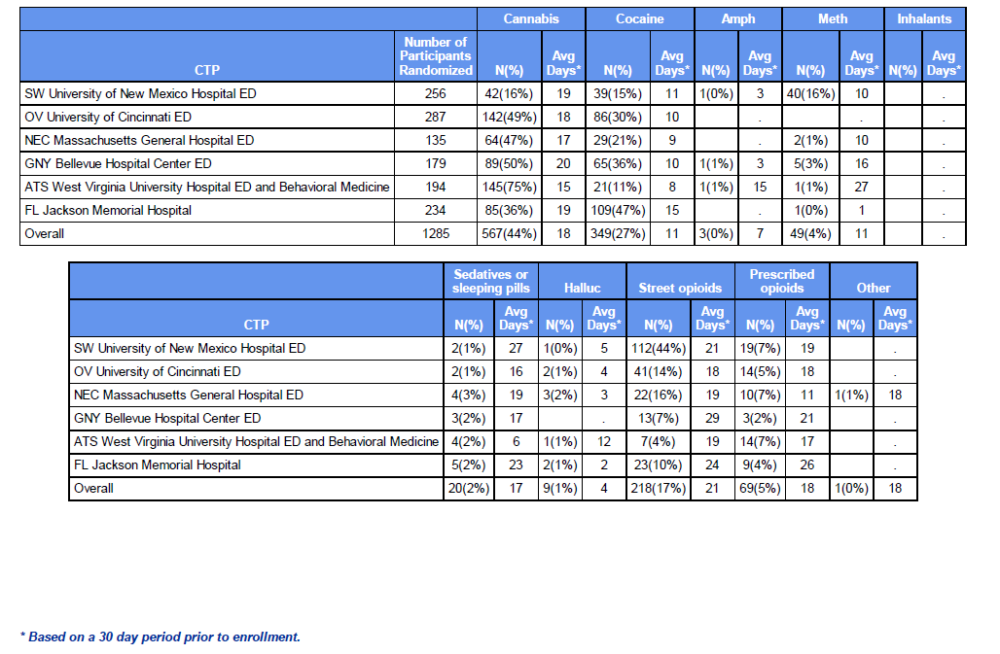 Cannabis Cocaine Amph Meth Inhalants
CTP Number of Participants Randomized N(%) Avg Days* N(%) Avg Days* N(%) Avg Days* N(%) Avg Days* N(%) Avg Days*
SW University of New Mexico Hospital ED 256 42(16%) 19 39(15%) 11 1(0%) 3 40(16%) 10 .
OV University of Cincinnati ED 287 142(49%) 18 86(30%) 10 . . .
NEC Massachusetts General Hospital ED 135 64(47%) 17 29(21%) 9 . 2(1%) 10 .
GNY Bellevue Hospital Center ED 179 89(50%) 20 65(36%) 10 1(1%) 3 5(3%) 16 .
ATS West Virginia University Hospital ED and Behavioral Medicine 194 145(75%) 15 21(11%) 8 1(1%) 15 1(1%) 27 .
FL Jackson Memorial Hospital 234 85(36%) 19 109(47%) 15 . 1(0%) 1 .
Overall 1285 567(44%) 18 349(27%) 11 3(0%) 7 49(4%) 11 .
Sedatives or sleeping pills Halluc Street opioids Prescribed opioids Other
CTP N(%) Avg Days* N(%) Avg Days* N(%) Avg Days* N(%) Avg Days* N(%) Avg Days*
SW University of New Mexico Hospital ED 2(1%) 27 1(0%) 5 112(44%) 21 19(7%) 19 .
OV University of Cincinnati ED 2(1%) 16 2(1%) 4 41(14%) 18 14(5%) 18 .
NEC Massachusetts General Hospital ED 4(3%) 19 3(2%) 3 22(16%) 19 10(7%) 11 1(1%) 18
GNY Bellevue Hospital Center ED 3(2%) 17 . 13(7%) 29 3(2%) 21 .
ATS West Virginia University Hospital ED and Behavioral Medicine 4(2%) 6 1(1%) 12 7(4%) 19 14(7%) 17 .
FL Jackson Memorial Hospital 5(2%) 23 2(1%) 2 23(10%) 24 9(4%) 26 .
Overall 20(2%) 17 9(1%) 4 218(17%) 21 69(5%) 18 1(0%) 18
* Based on a 30 day period prior to enrollment.